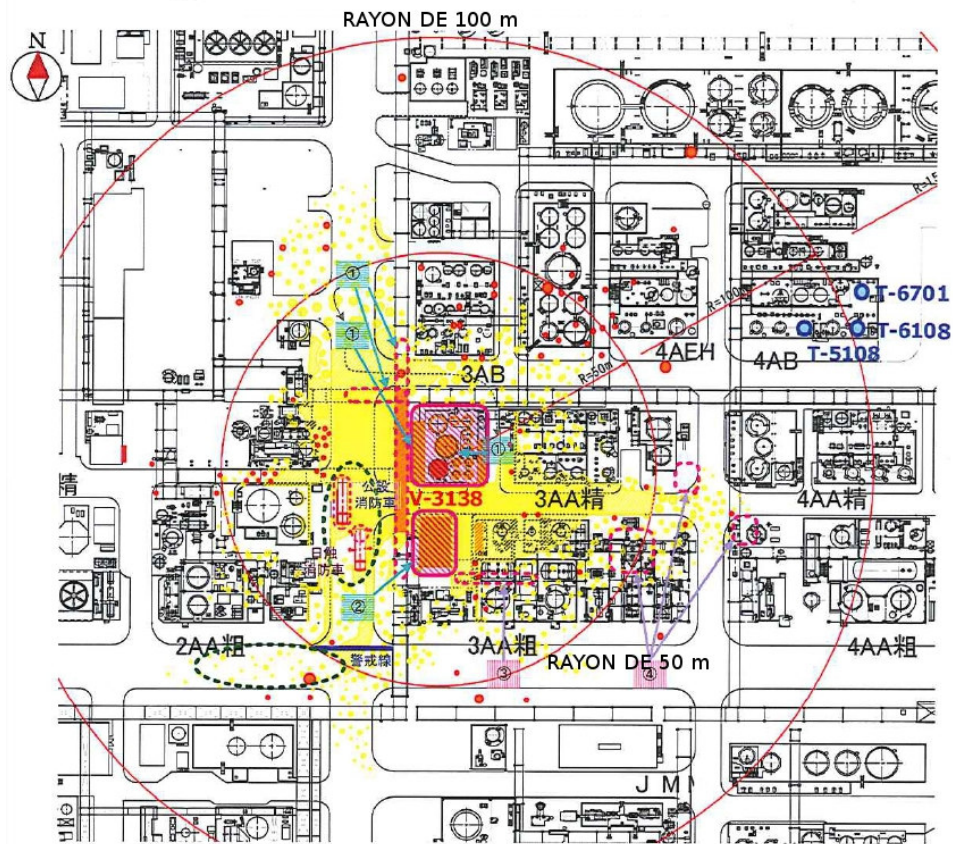 RAYON DE 100 m
N
R=15
①
T-6701
R=100m
①
T-6108
4AEH
4AB
T-5108
3AB
R=50m
①
精
公設
消防車
V-3138
3AA精
4AA精
消防車
②
2AA粗
3AA粗
4AA粗
警戒線
RAYON DE 50 m
③
④
J M